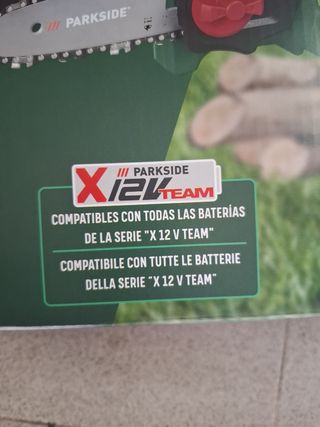 /// PARKSIDE®
/// PARKSIDE
X12V TEAM
COMPATIBLES CON TODAS LAS BATERÍAS
DE LA SERIE "X 12 V TEAM"
COMPATIBILE CON TUTTE LE BATTERIE
DELLA SERIE "X 12 V TEAM"